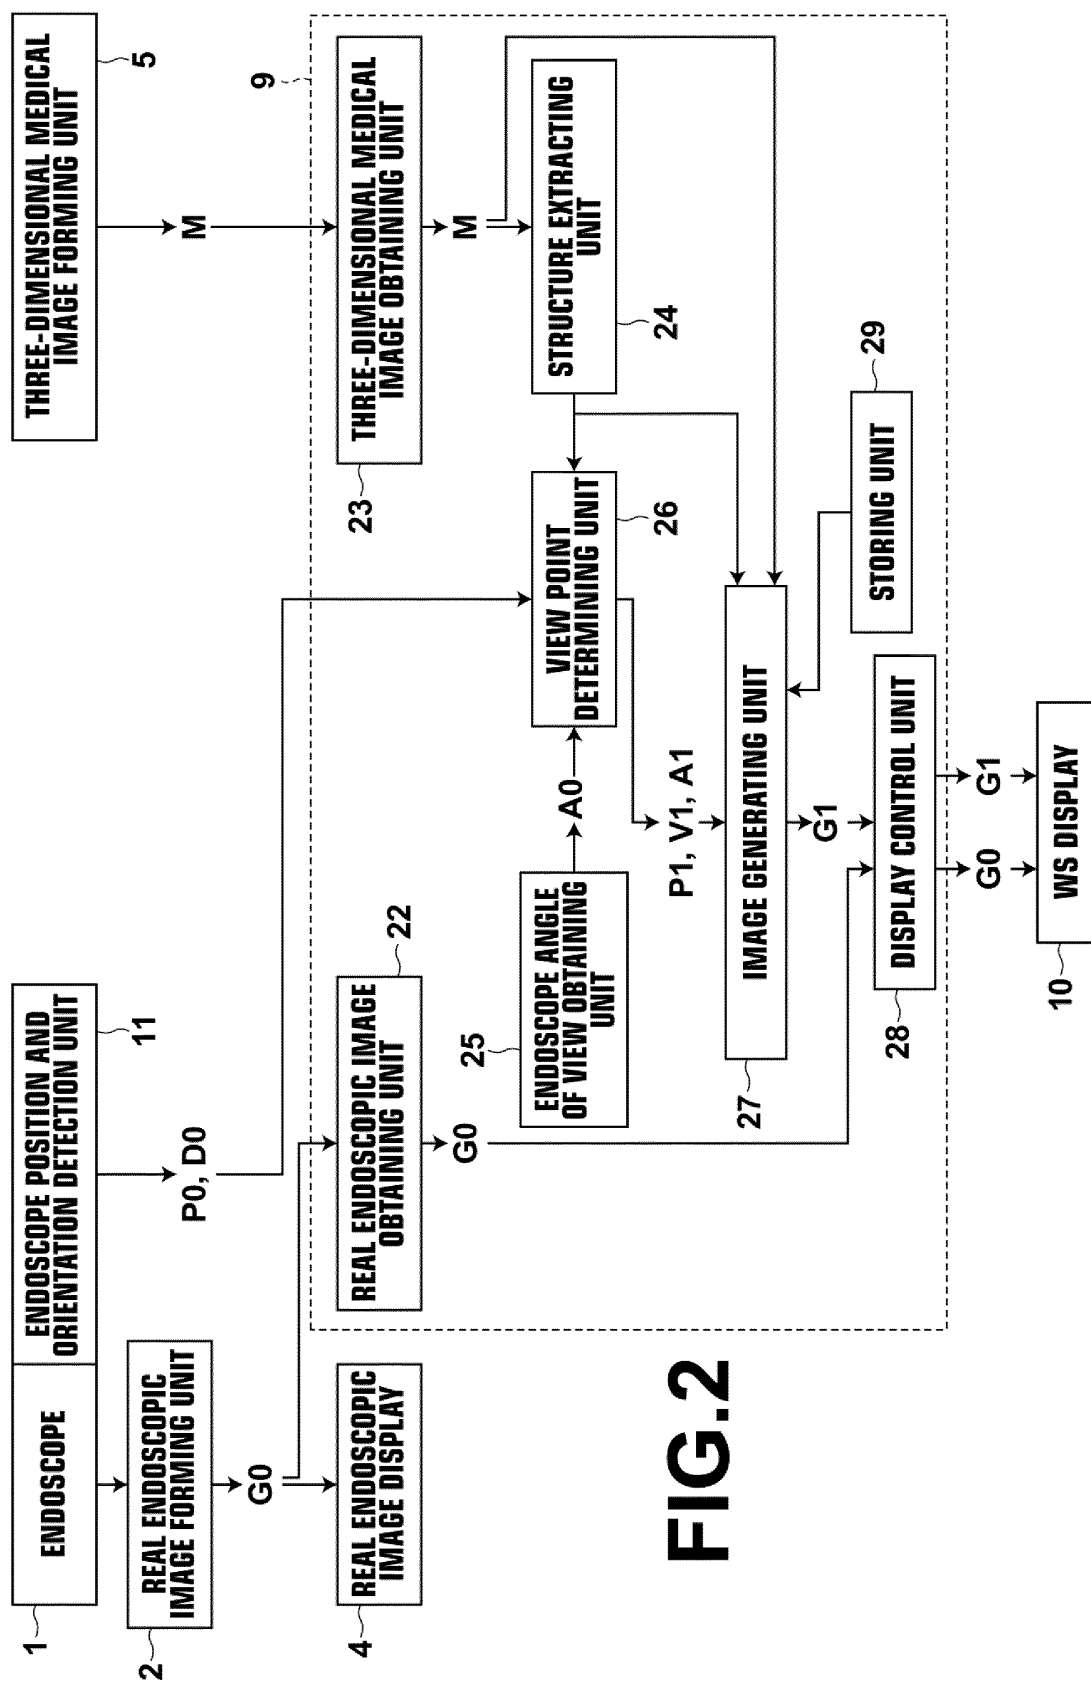 1
ENDOSCOPE
ENDOSCOPE POSITION AND
ORIENTATION DETECTION UNIT
11
THREE-DIMENSIONAL MEDICAL
IMAGE FORMING UNIT
5
2
REAL ENDOSCOPIC
IMAGE FORMING UNIT
P0, D0
M
G0
9
4
REAL ENDOSCOPIC
IMAGE DISPLAY
REAL ENDOSCOPIC IMAGE
OBTAINING UNIT
22
23
THREE-DIMENSIONAL MEDICAL
IMAGE OBTAINING UNIT
G0
M
25
ENDOSCOPE ANGLE
OF VIEW OBTAINING
UNIT
A0
VIEW POINT
DETERMINING UNIT
26
STRUCTURE EXTRACTING
UNIT
24
P1, V1, A1
27
IMAGE GENERATING UNIT
G1
STORING UNIT
29
28
DISPLAY CONTROL UNIT
G0
G1
10
WS DISPLAY
FIG.2